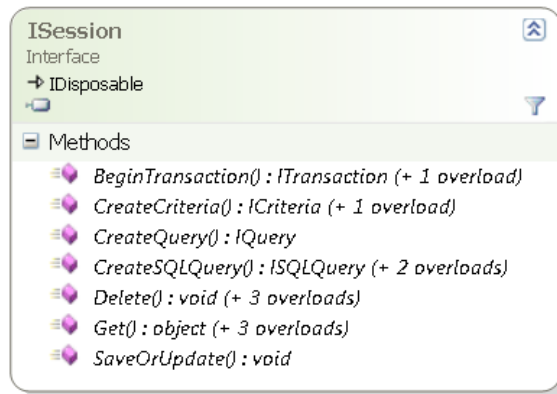 ISession
Interface
IDisposable
Methods
BeginTransaction() : ITransaction (+ 1 overload)
CreateCriteria() : ICriteria (+ 1 overload)
CreateQuery() : IQuery
CreateSQLQuery() : ISQLQuery (+ 2 overloads)
Delete() : void (+ 3 overloads)
Get() : object (+ 3 overloads)
SaveOrUpdate() : void